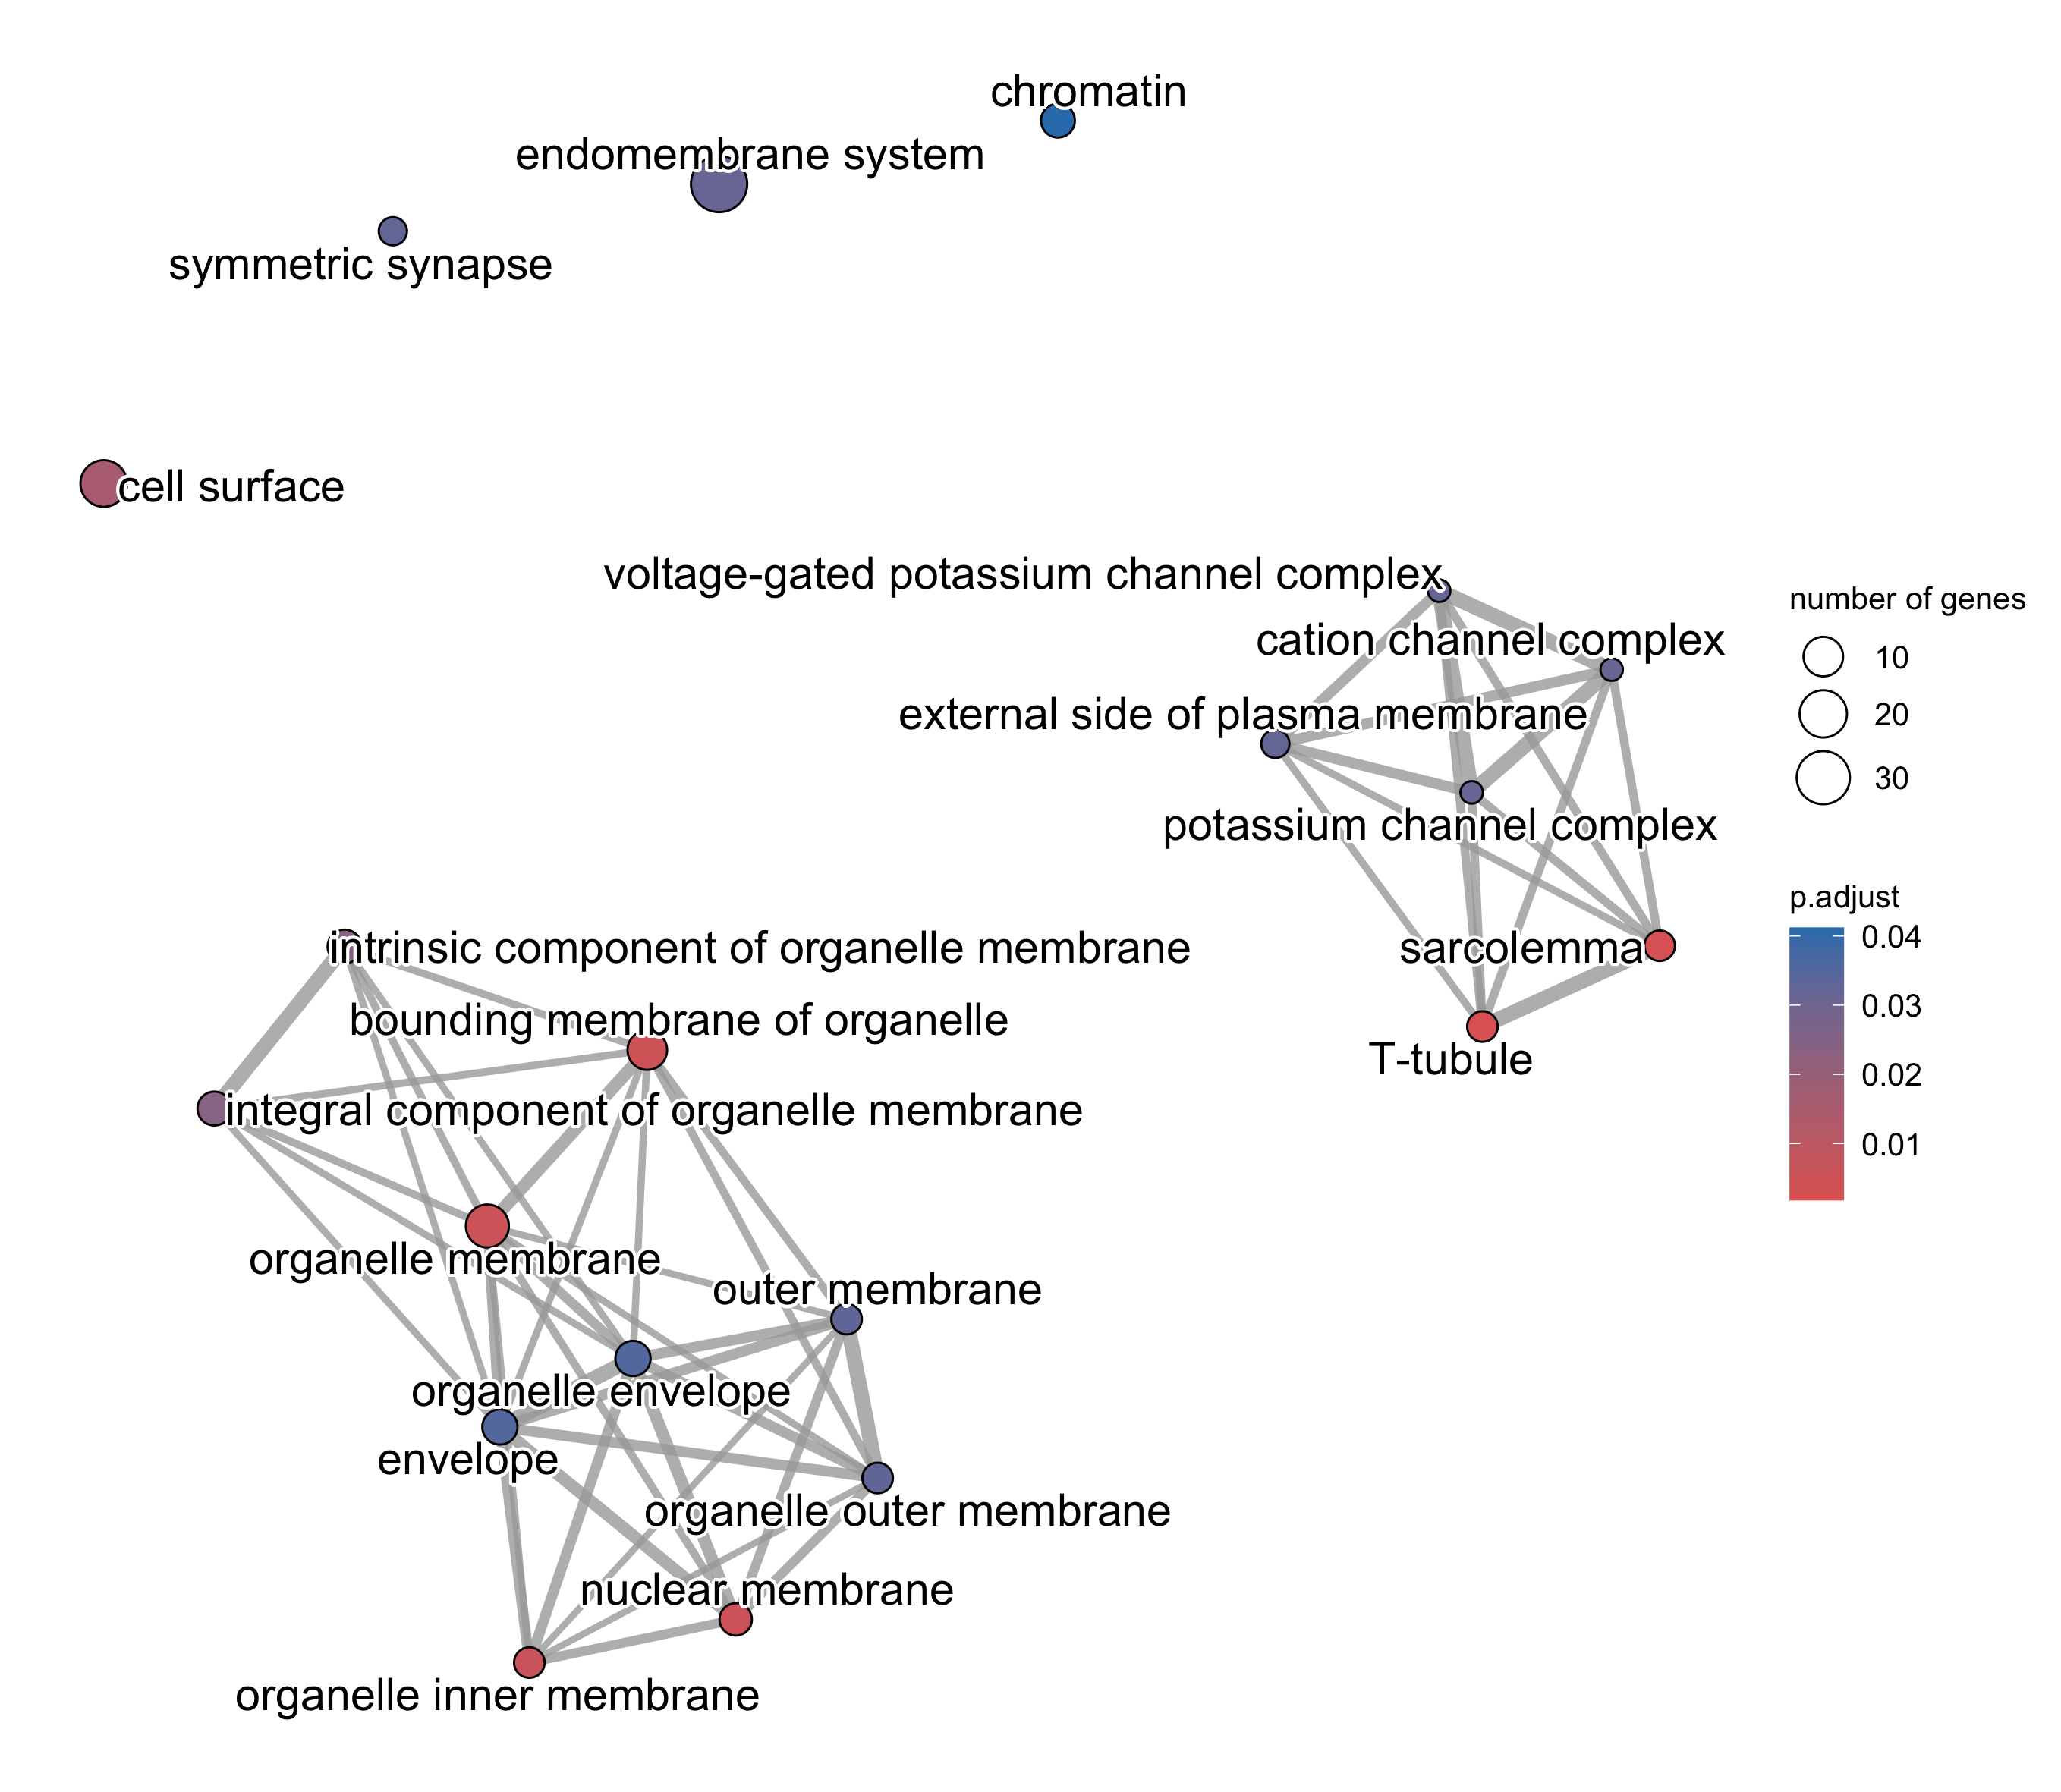 chromatin
endomembrane system
symmetric synapse
cell surface
voltage-gated potassium channel complex
cation channel complex
external side of plasma membrane
potassium channel complex
sarcolemma
T-tubule
intrinsic component of organelle membrane
bounding membrane of organelle
integral component of organelle membrane
organelle membrane
outer membrane
organelle envelope
envelope
organelle outer membrane
nuclear membrane
organelle inner membrane
number of genes
10
20
30
p.adjust
0.04
0.03
0.02
0.01